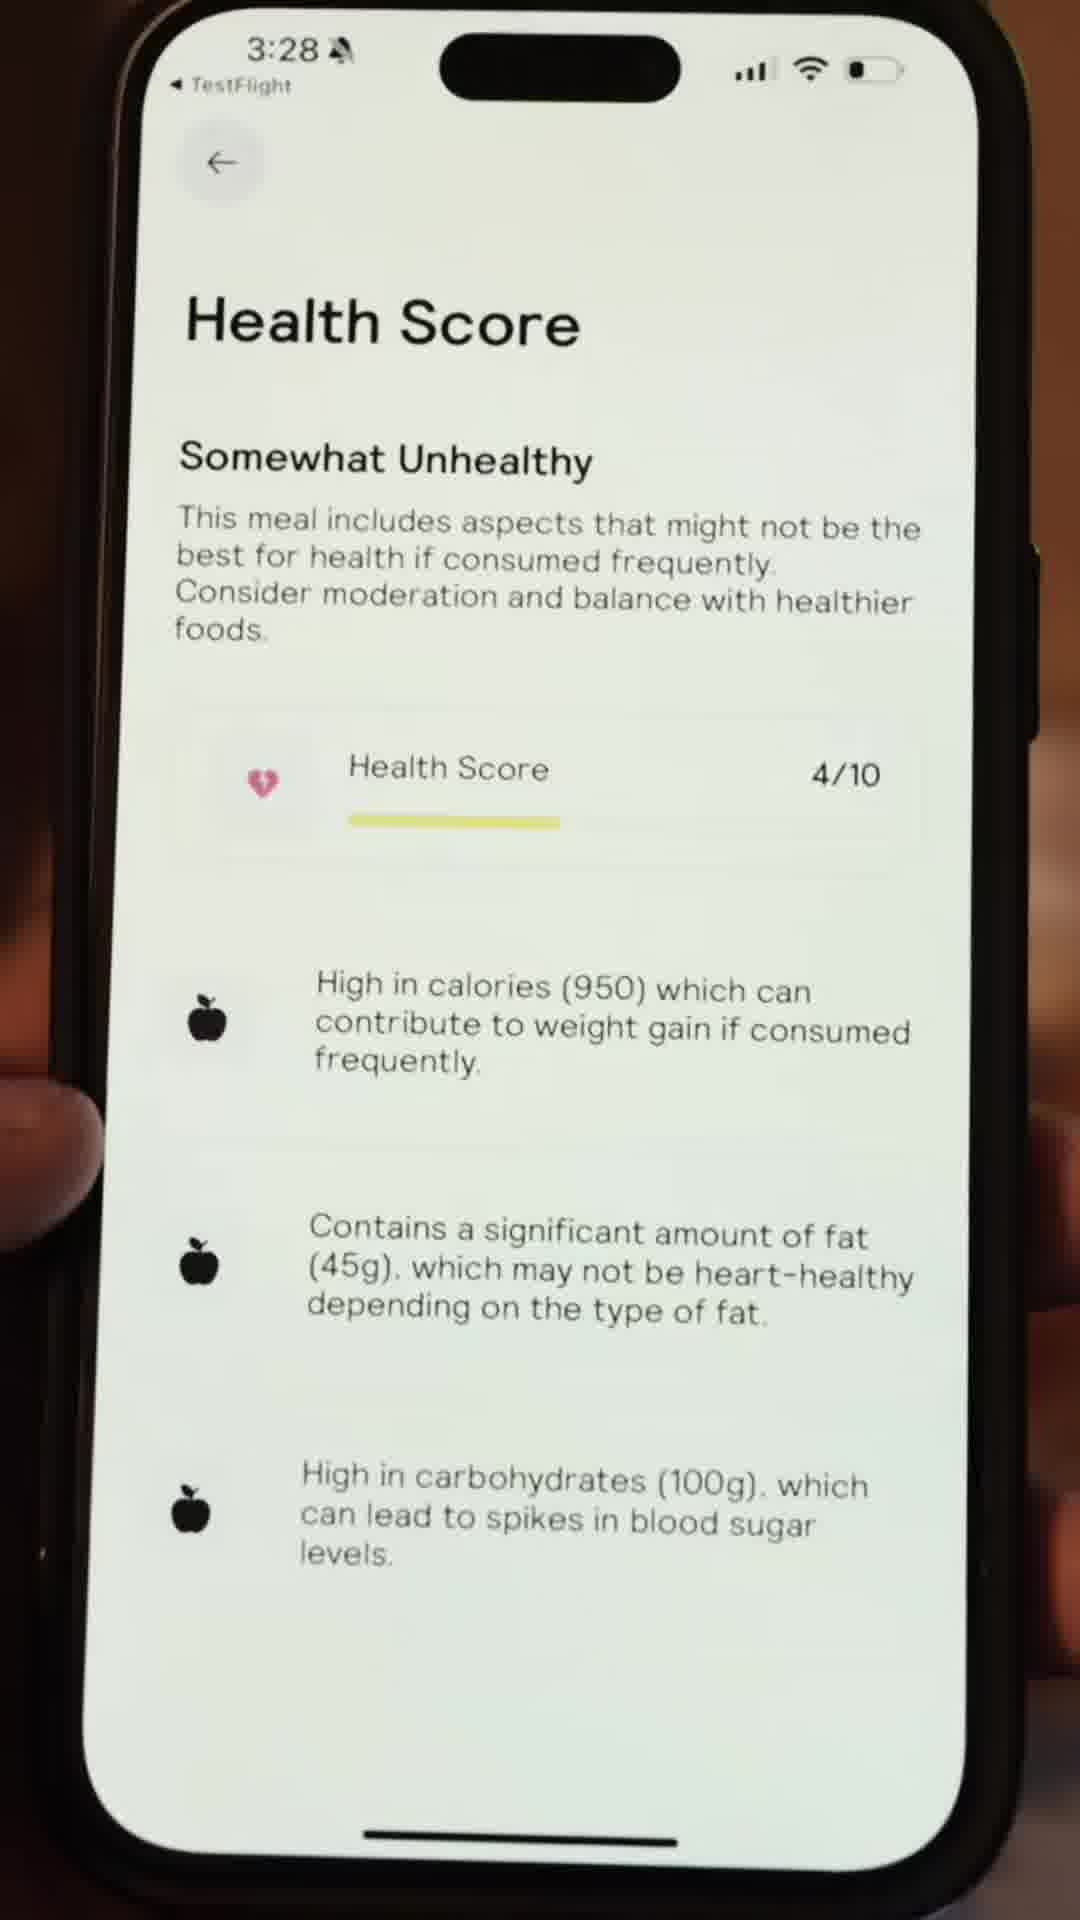 3:28
TestFlight
Health Score
Somewhat Unhealthy
This meal includes aspects that might not be the
best for health if consumed frequently.
Consider moderation and balance with healthier
foods.
Health Score
4/10
High in calories (950) which can
contribute to weight gain if consumed
frequently.
Contains a significant amount of fat
(45g), which may not be heart-healthy
depending on the type of fat.
High in carbohydrates (100g), which
can lead to spikes in blood sugar
levels.